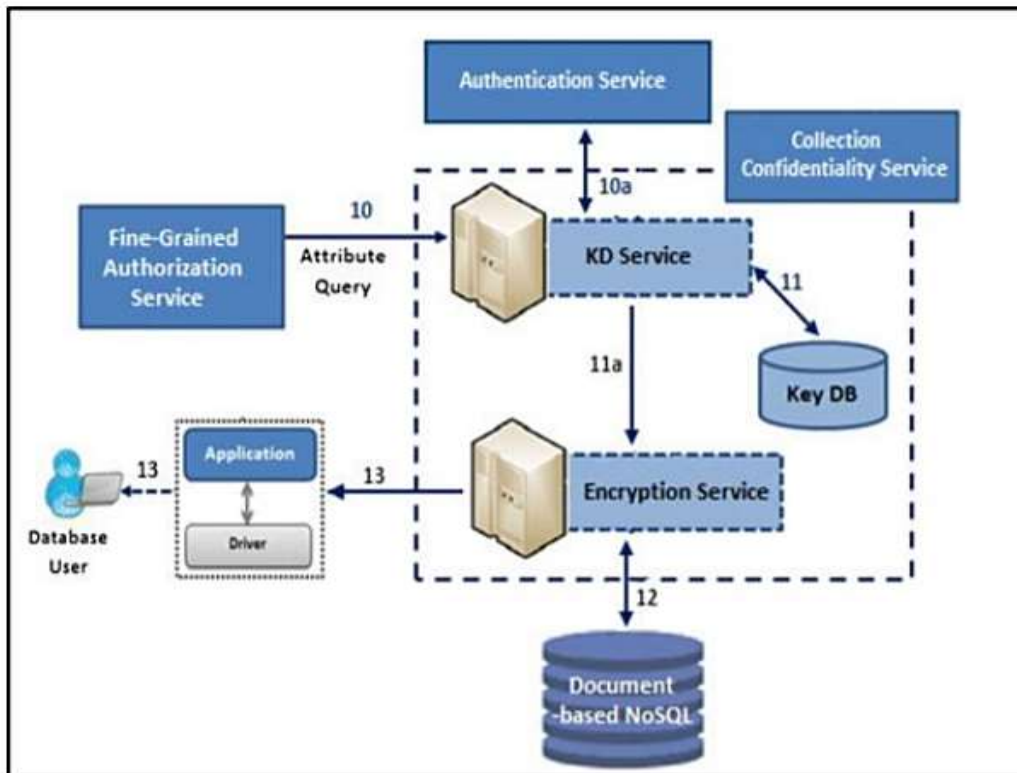 Authentication Service
Collection
Confidentiality Service
10a
10
Fine-Grained
Authorization
Service
Attribute
Query
KD Service
11
11a
Key DB
Application
13
13
Encryption Service
Driver
Database
User
12
Document
-based NoSQL